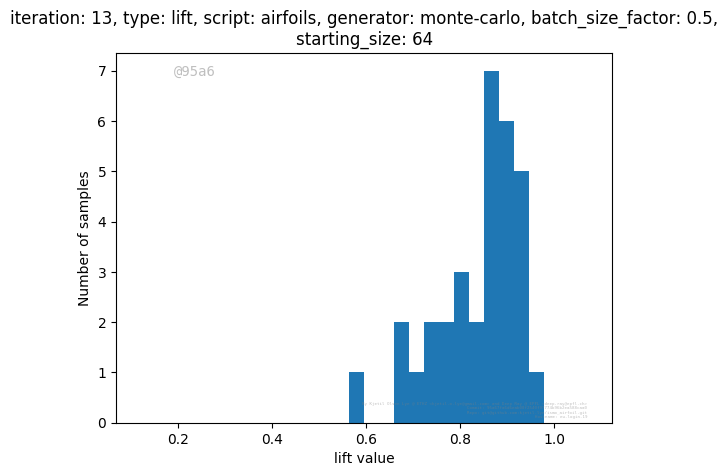 iteration: 13, type: lift, script: airfoils, generator: monte-carlo, batch_size_factor: 0.5,
starting_size: 64
@95a6
7
6
5
4
3
2
1
0
Number of samples
0.2 0.4 0.6 0.8 1.0
lift value